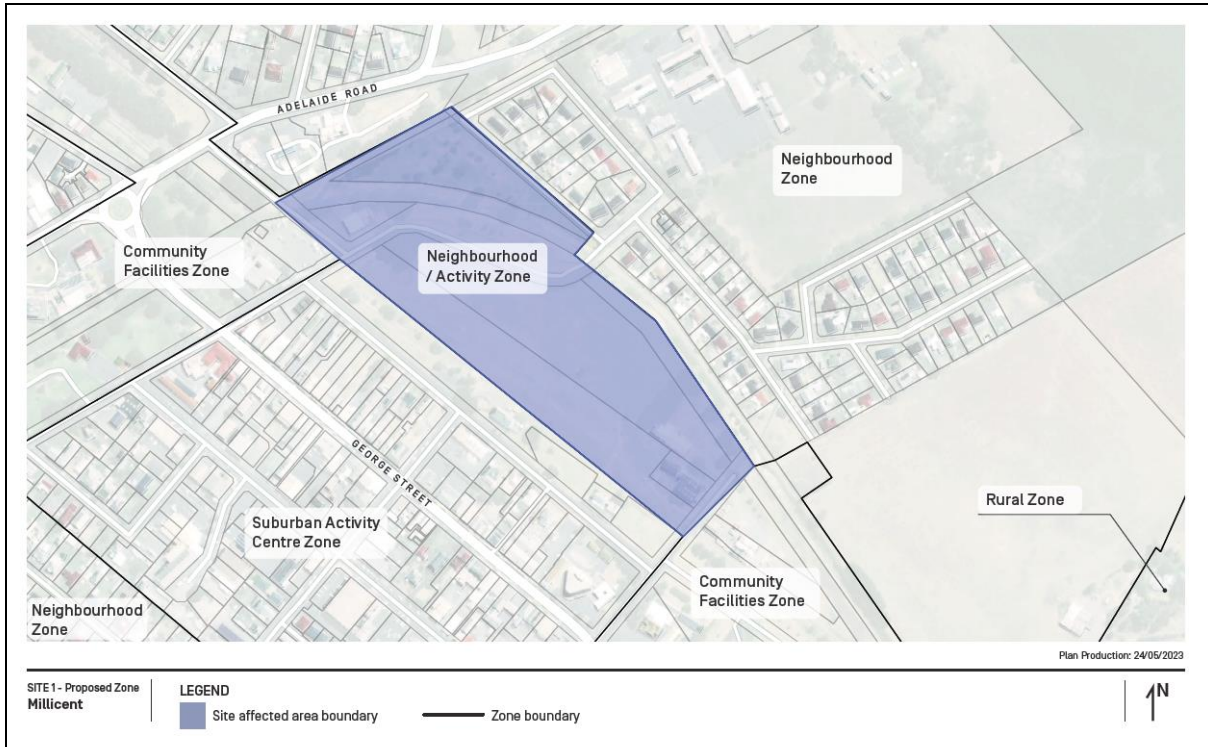 ADELAIDE ROAD
Neighbourhood
Zone
Community
Facilities Zone
Neighbourhood
/ Activity Zone
GEORGE STREET
Rural Zone
Suburban Activity
Centre Zone
Community
Facilities Zone
Neighbourhood
Zone
Plan Production: 24/05/2023
SITE 1 - Proposed Zone
Millicent
LEGEND
Site affected area boundary
Zone boundary
N